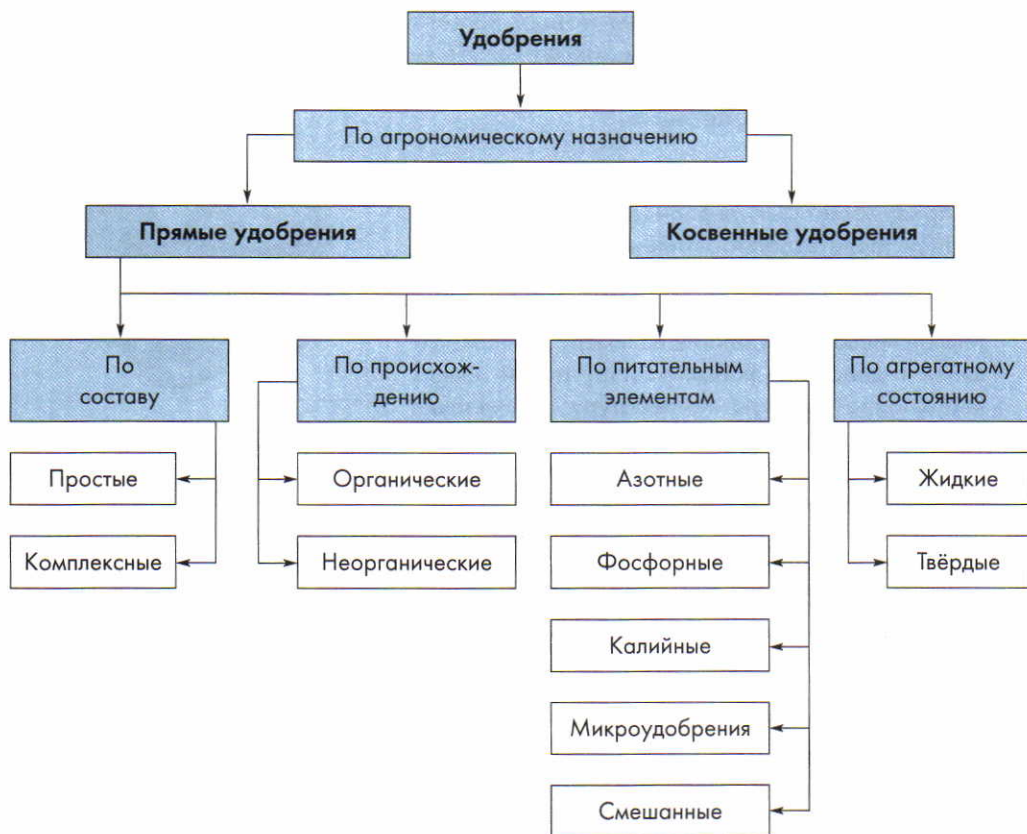 Удобрения
По агрономическому назначению
Прямые удобрения
Косвенные удобрения
По
составу
По происхож-
дению
По питательным
элементам
По агрегатному
состоянию
Простые
Комплексные
Органические
Неорганические
Азотные
Фосфорные
Калийные
Микроудобрения
Смешанные
Жидкие
Твёрдые